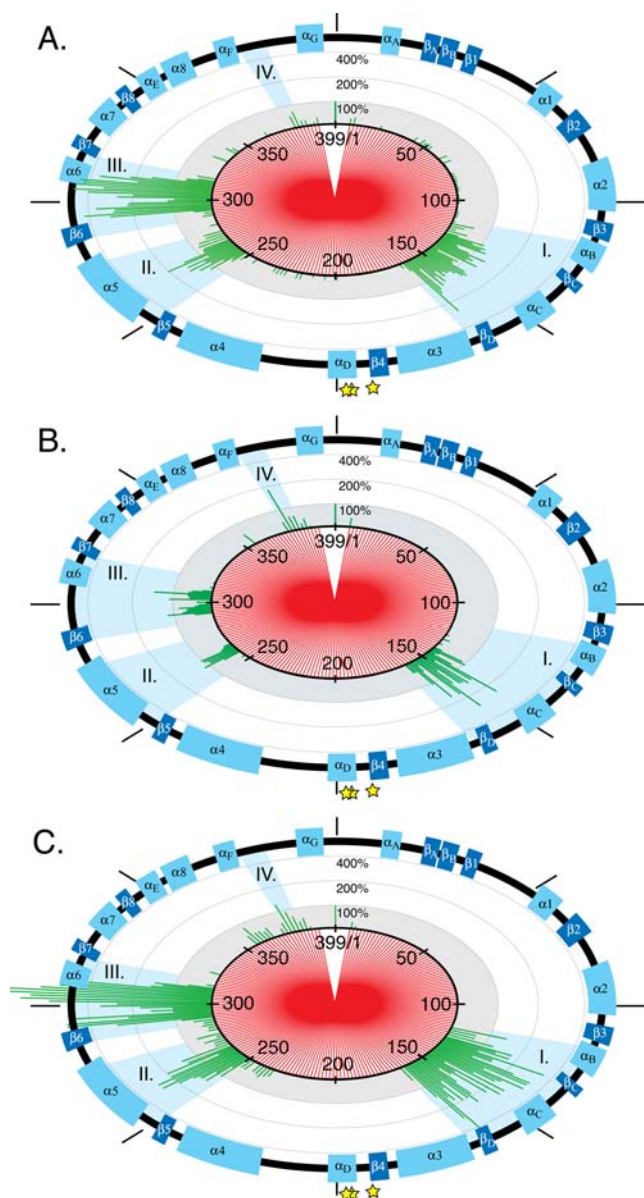 A.
αG
αA
βA
βB
β1
αF
α8
αE
β8
α7
β7
α6
β6
α5
β5
α4
αD
β4
α3
βD
αC
βC
αB
β3
α2
β2
α1
400%
200%
100%
IV.
III.
II.
I.
399/1
50
100
150
200
250
300
350
B.
αG
αA
βA
βB
β1
αF
α8
αE
β8
α7
β7
α6
β6
α5
β5
α4
αD
β4
α3
βD
αC
βC
αB
β3
α2
β2
α1
400%
200%
100%
IV.
III.
II.
I.
399/1
50
100
150
200
250
300
350
C.
αG
αA
βA
βB
β1
αF
α8
αE
β8
α7
β7
α6
β6
α5
β5
α4
αD
β4
α3
βD
αC
βC
αB
β3
α2
β2
α1
400%
200%
100%
IV.
III.
II.
I.
399/1
50
100
150
200
250
300
350